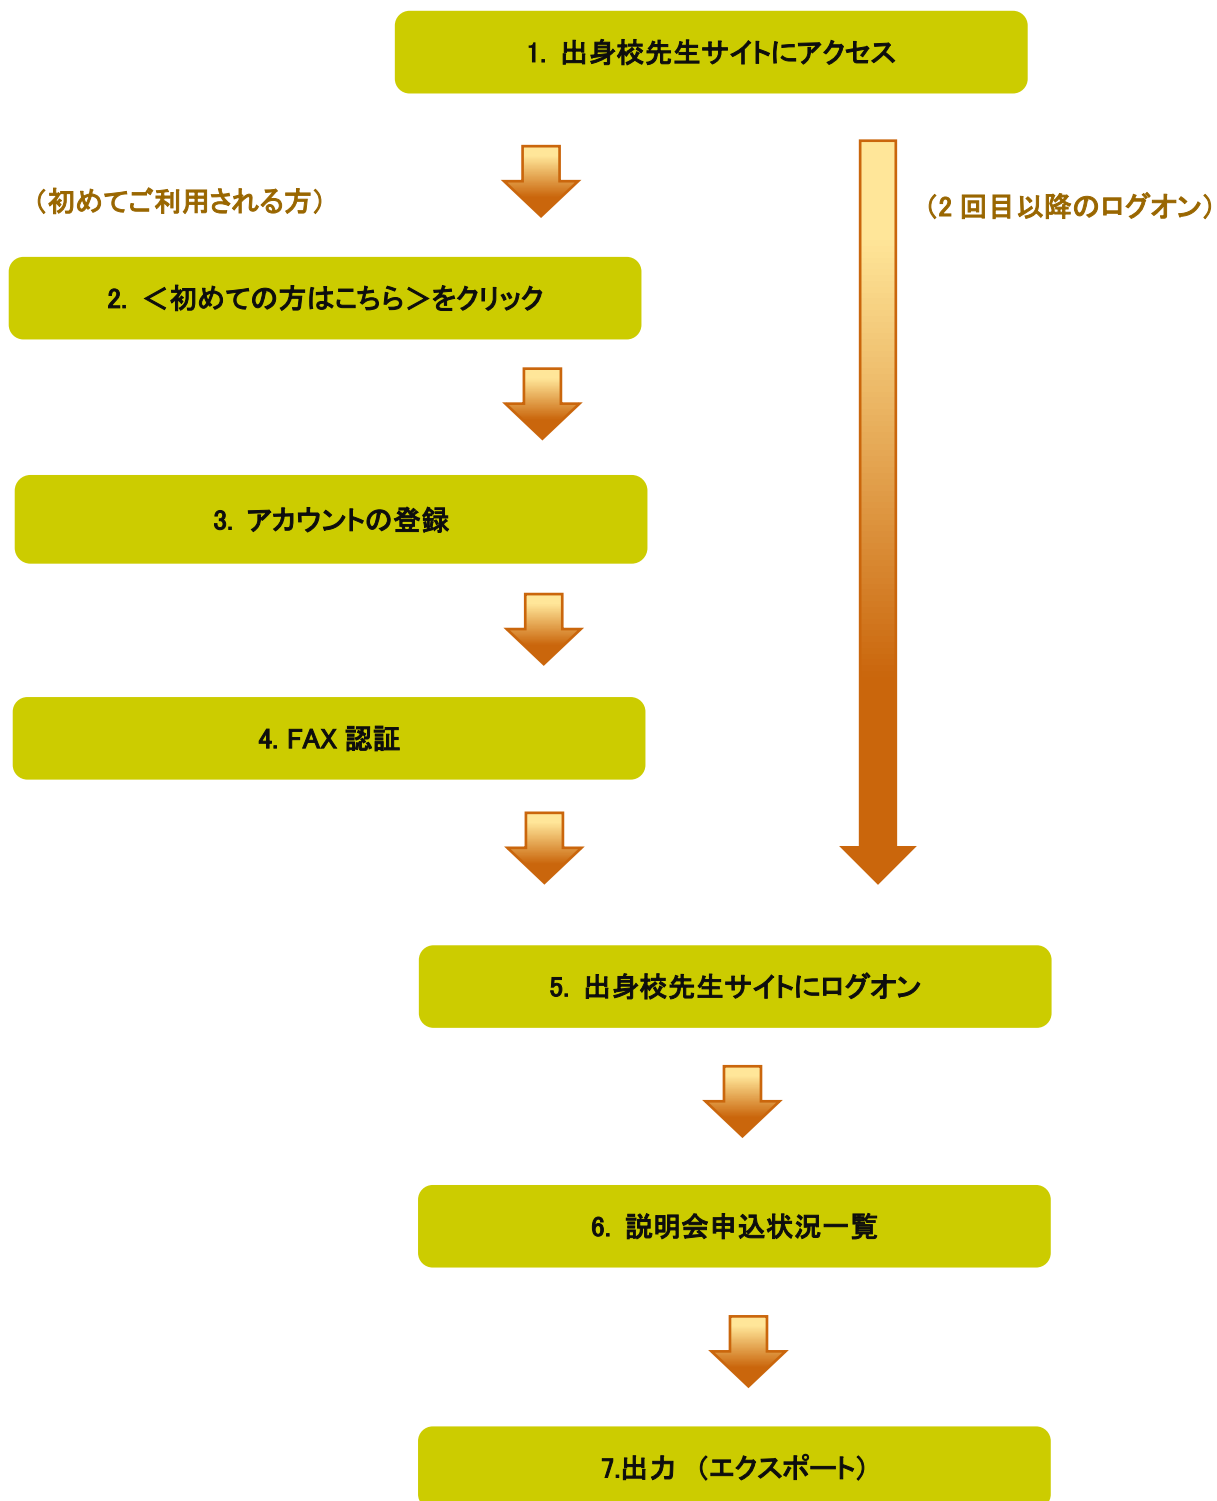 1. 出身校先生サイトにアクセス
（初めてご利用される方）
（2 回目以降のログオン）
2. ＜初めての方はこちら＞をクリック
3. アカウントの登録
4. FAX 認証
5. 出身校先生サイトにログオン
6. 説明会申込状況一覧
7.出力　（エクスポート）